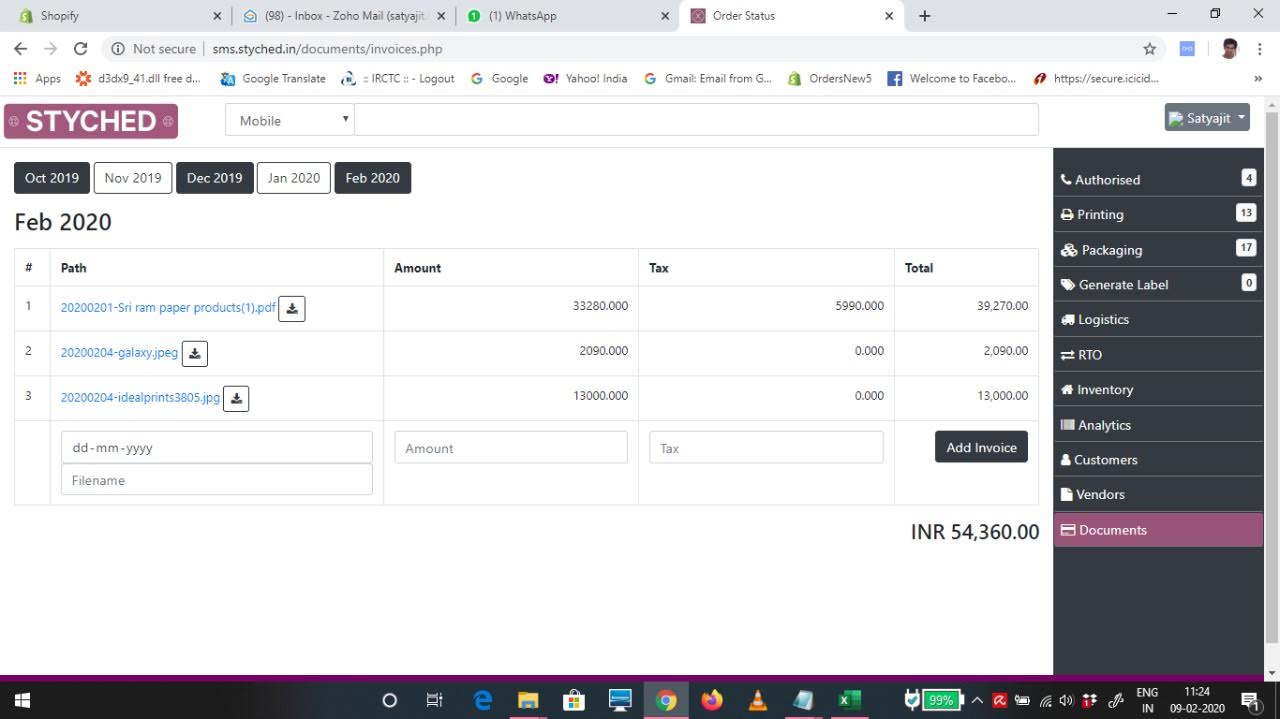 Shopify
(98) - Inbox - Zoho Mail (satyajit.
(1) WhatsApp
Order Status
Not secure | sms.styched.in/documents/invoices.php
Apps
d3dx9_41.dll free d...
Google Translate
:: IRCTC :: - Logout
Google
Yahoo! India
Gmail: Email from G...
OrdersNew5
Welcome to Facebo...
https://secure.icicid...
STYCHED
Mobile
Satyajit
Oct 2019 Nov 2019 Dec 2019 Jan 2020 Feb 2020
Feb 2020
# Path Amount Tax Total
1 20200201-Sri ram paper products(1).pdf 33280.000 5990.000 39,270.00
2 20200204-galaxy.jpeg 2090.000 0.000 2,090.00
3 20200204-idealprints3805.jpg 13000.000 0.000 13,000.00
dd-mm-yyyy Amount Tax Add Invoice
Filename
INR 54,360.00
Authorised 4
Printing 13
Packaging 17
Generate Label 0
Logistics
RTO
Inventory
Analytics
Customers
Vendors
Documents
99%
ENG
IN
11:24
09-02-2020
1